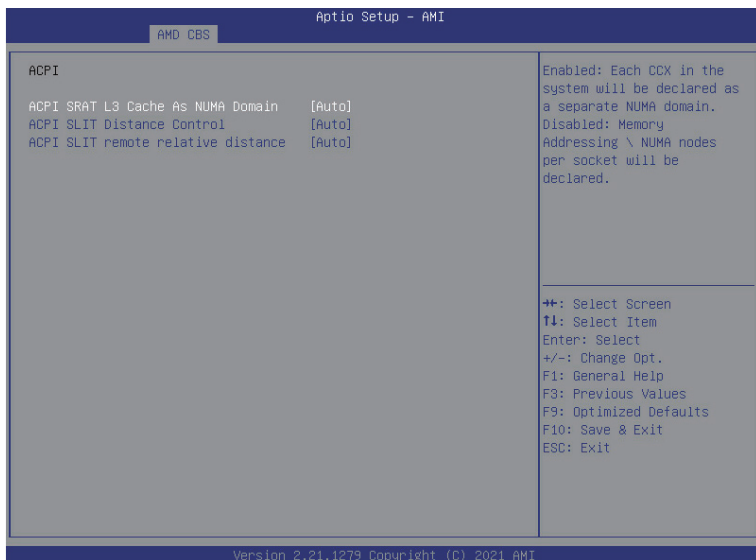 Aptio Setup – AMI
AMD CBS
ACPI
ACPI SRAT L3 Cache As NUMA Domain [Auto]
ACPI SLIT Distance Control [Auto]
ACPI SLIT remote relative distance [Auto]
Enabled: Each CCX in the
system will be declared as
a separate NUMA domain.
Disabled: Memory
Addressing \ NUMA nodes
per socket will be
declared.
→←: Select Screen
↑↓: Select Item
Enter: Select
+/-: Change Opt.
F1: General Help
F3: Previous Values
F9: Optimized Defaults
F10: Save & Exit
ESC: Exit
Version 2.21.1279 Copyright (C) 2021 AMI